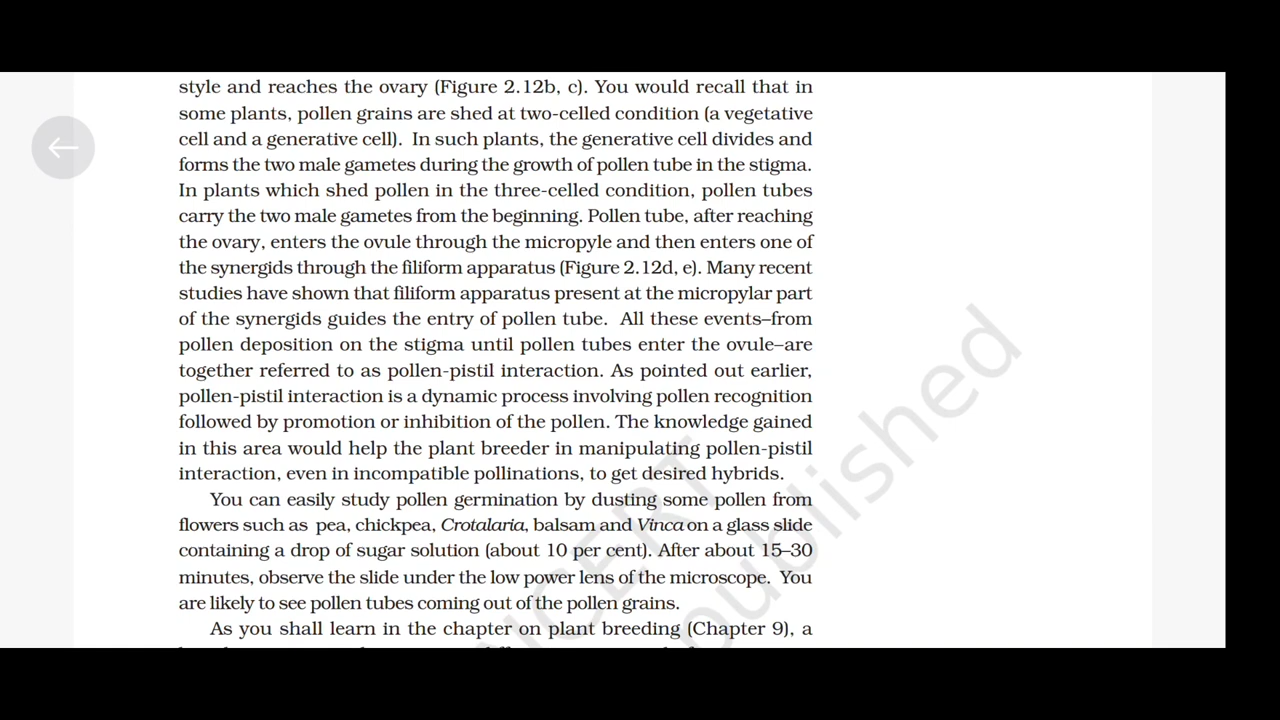 style and reaches the ovary (Figure 2.12b, c). You would recall that in
some plants, pollen grains are shed at two-celled condition (a vegetative
cell and a generative cell).  In such plants, the generative cell divides and
forms the two male gametes during the growth of pollen tube in the stigma.
In plants which shed pollen in the three-celled condition, pollen tubes
carry the two male gametes from the beginning. Pollen tube, after reaching
the ovary, enters the ovule through the micropyle and then enters one of
the synergids through the filiform apparatus (Figure 2.12d, e). Many recent
studies have shown that filiform apparatus present at the micropylar part
of the synergids guides the entry of pollen tube.  All these events–from
pollen deposition on the stigma until pollen tubes enter the ovule–are
together referred to as pollen-pistil interaction. As pointed out earlier,
pollen-pistil interaction is a dynamic process involving pollen recognition
followed by promotion or inhibition of the pollen. The knowledge gained
in this area would help the plant breeder in manipulating pollen-pistil
interaction, even in incompatible pollinations, to get desired hybrids.
You can easily study pollen germination by dusting some pollen from
flowers such as  pea, chickpea, Crotalaria, balsam and Vinca on a glass slide
containing a drop of sugar solution (about 10 per cent). After about 15–30
minutes, observe the slide under the low power lens of the microscope.  You
are likely to see pollen tubes coming out of the pollen grains.
As you shall learn in the chapter on plant breeding (Chapter 9), a
NCERT
published